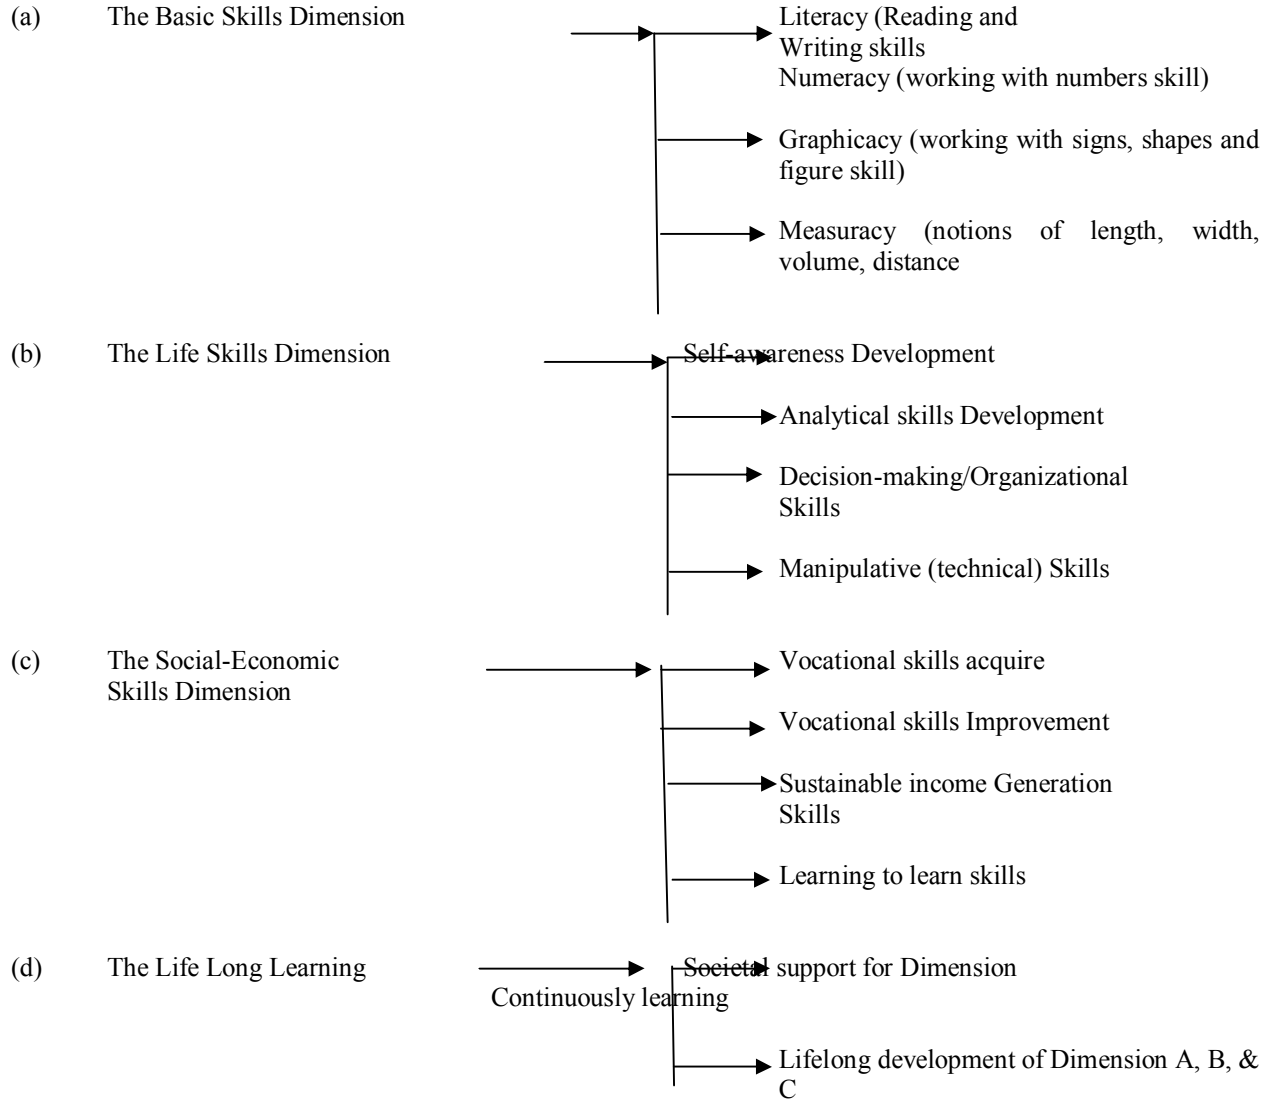 (a) The Basic Skills Dimension Literacy (Reading and
Writing skills
Numeracy (working with numbers skill)
Graphicacy (working with signs, shapes and
figure skill)
Measuracy (notions of length, width,
volume, distance
(b) The Life Skills Dimension Self-awareness Development
Analytical skills Development
Decision-making/Organizational
Skills
Manipulative (technical) Skills
(c) The Social-Economic Vocational skills acquire
Skills Dimension
Vocational skills Improvement
Sustainable income Generation
Skills
Learning to learn skills
(d) The Life Long Learning Societal support for Dimension
Continuously learning
Lifelong development of Dimension A, B, &
C